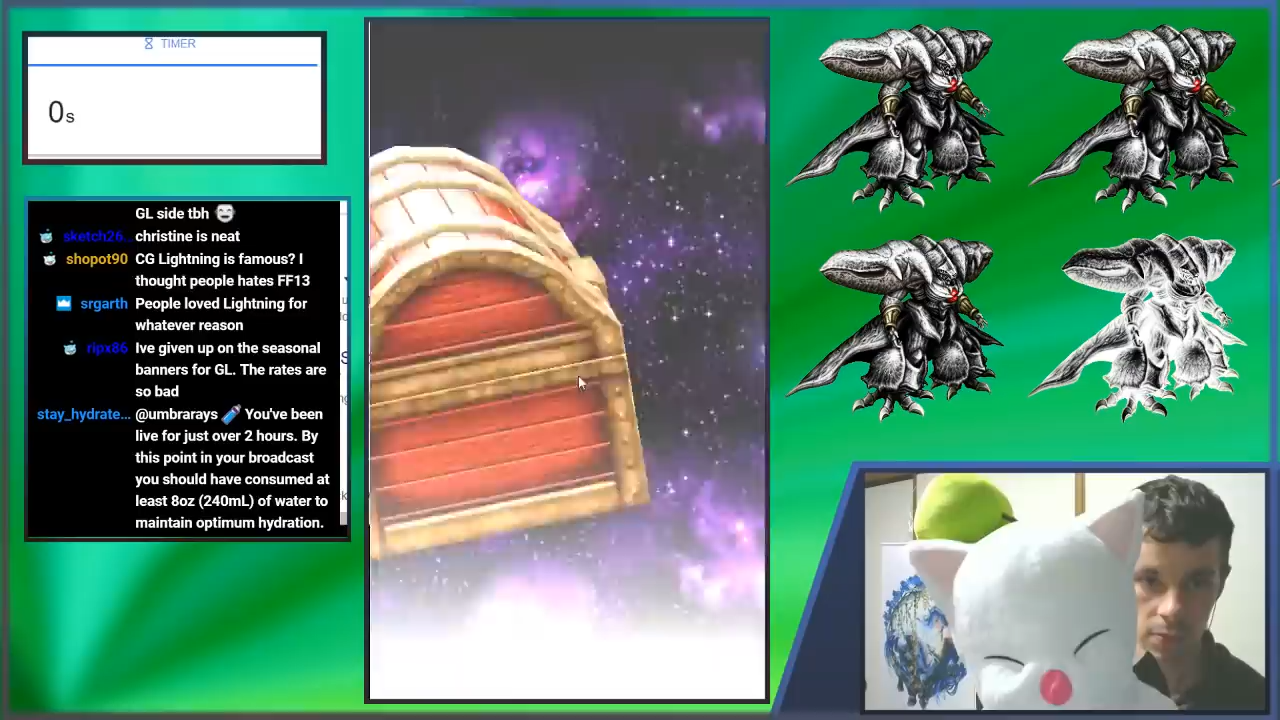 TIMER
0s
GL side tbh
sketch26... christine is neat
shopot90 CG Lightning is famous? I
thought people hates FF13
srgarth People loved Lightning for
whatever reason
ripx86 Ive given up on the seasonal
banners for GL. The rates are
so bad
stay_hydrate... @umbrarays You've been
live for just over 2 hours. By
this point in your broadcast
you should have consumed at
least 8oz (240mL) of water to
maintain optimum hydration.